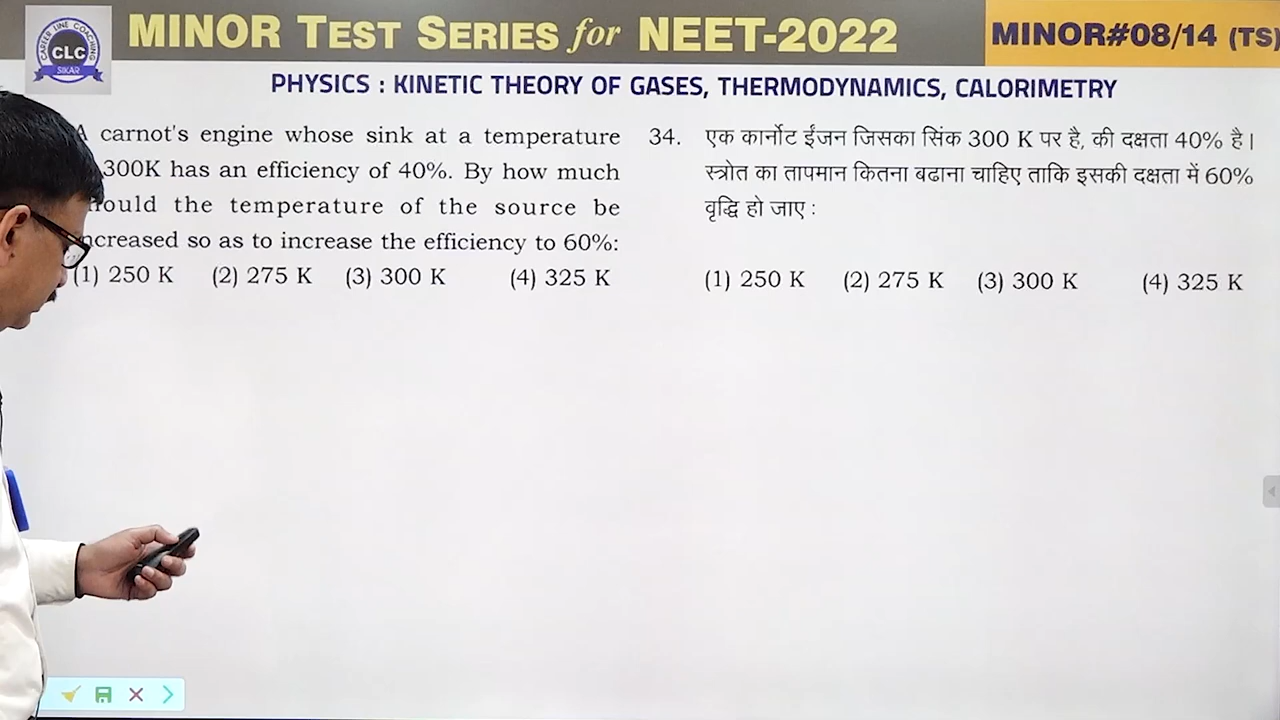 CAREER LINE COACHING
CLC
SIKAR
MINOR TEST SERIES for NEET-2022
MINOR#08/14 (TS)
PHYSICS : KINETIC THEORY OF GASES, THERMODYNAMICS, CALORIMETRY
A carnot's engine whose sink at a temperature
300K has an efficiency of 40%. By how much
the temperature of the source be
so as to increase the efficiency to 60%:
(1) 250 K (2) 275 K (3) 300 K (4) 325 K
34. एक कार्नोट ईंजन जिसका सिंक 300 K पर है, की दक्षता 40% है।
स्त्रोत का तापमान कितना बढाना चाहिए ताकि इसकी दक्षता में 60%
वृद्धि हो जाए :
(1) 250 K (2) 275 K (3) 300 K (4) 325 K